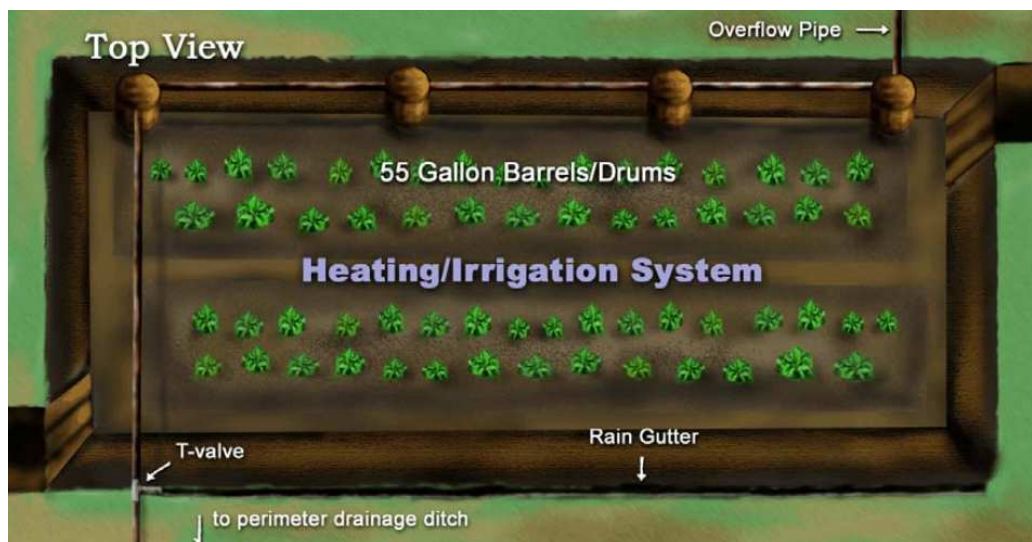 Overflow Pipe
Top View
55 Gallon Barrels/Drums
Heating/Irrigation System
Rain Gutter
T-valve
to perimeter drainage ditch